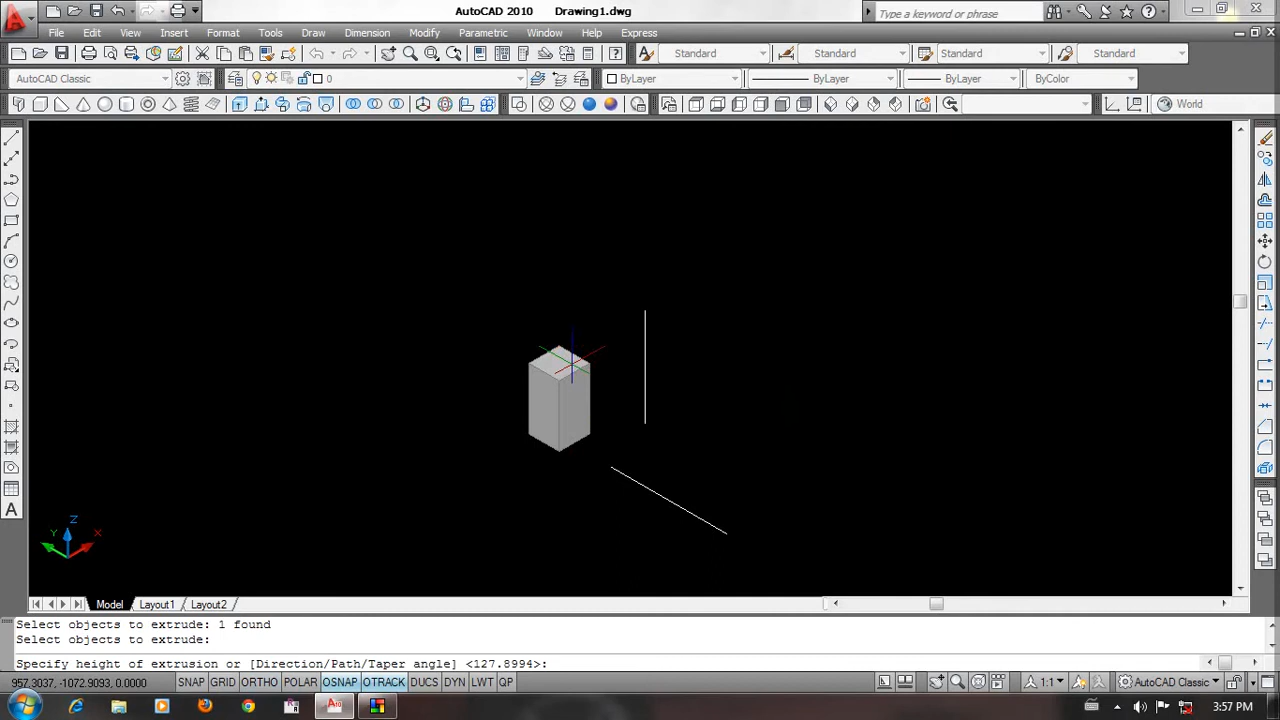 AutoCAD 2010 Drawing1.dwg
Type a keyword or phrase
File Edit View Insert Format Tools Draw Dimension Modify Parametric Window Help Express
Standard Standard Standard Standard
AutoCAD Classic 0 ByLayer ByLayer ByLayer ByColor
World
Z
Y X
Model Layout1 Layout2
Select objects to extrude: 1 found
Select objects to extrude:
Specify height of extrusion or [Direction/Path/Taper angle] <127.8994>:
957.3037, -1072.9093, 0.0000 SNAP GRID ORTHO POLAR OSNAP OTRACK DUCS DYN LWT QP 1:1 AutoCAD Classic
3:57 PM